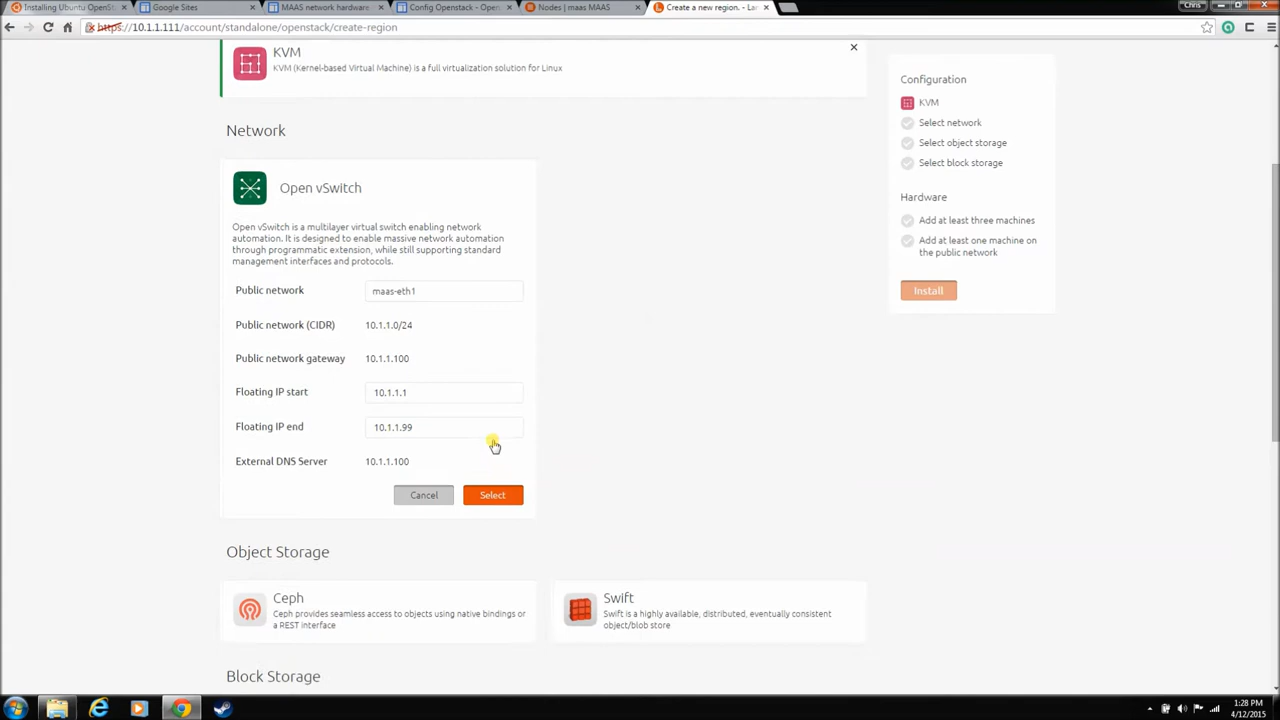 Installing Ubuntu OpenSt
Google Sites
MAAS network hardware
Config Openstack - Open
Nodes | maas MAAS
Create a new region. - Lan
Chris
https://10.1.1.111/account/standalone/openstack/create-region
KVM
KVM (Kernel-based Virtual Machine) is a full virtualization solution for Linux
Network
Open vSwitch
Open vSwitch is a multilayer virtual switch enabling network
automation. It is designed to enable massive network automation
through programmatic extension, while still supporting standard
management interfaces and protocols.
Public network
maas-eth1
Public network (CIDR)
10.1.1.0/24
Public network gateway
10.1.1.100
Floating IP start
10.1.1.1
Floating IP end
10.1.1.99
External DNS Server
10.1.1.100
Cancel
Select
Object Storage
Ceph
Ceph provides seamless access to objects using native bindings or
a REST interface
Swift
Swift is a highly available, distributed, eventually consistent
object/blob store
Block Storage
Configuration
KVM
Select network
Select object storage
Select block storage
Hardware
Add at least three machines
Add at least one machine on
the public network
Install
1:28 PM
4/12/2015